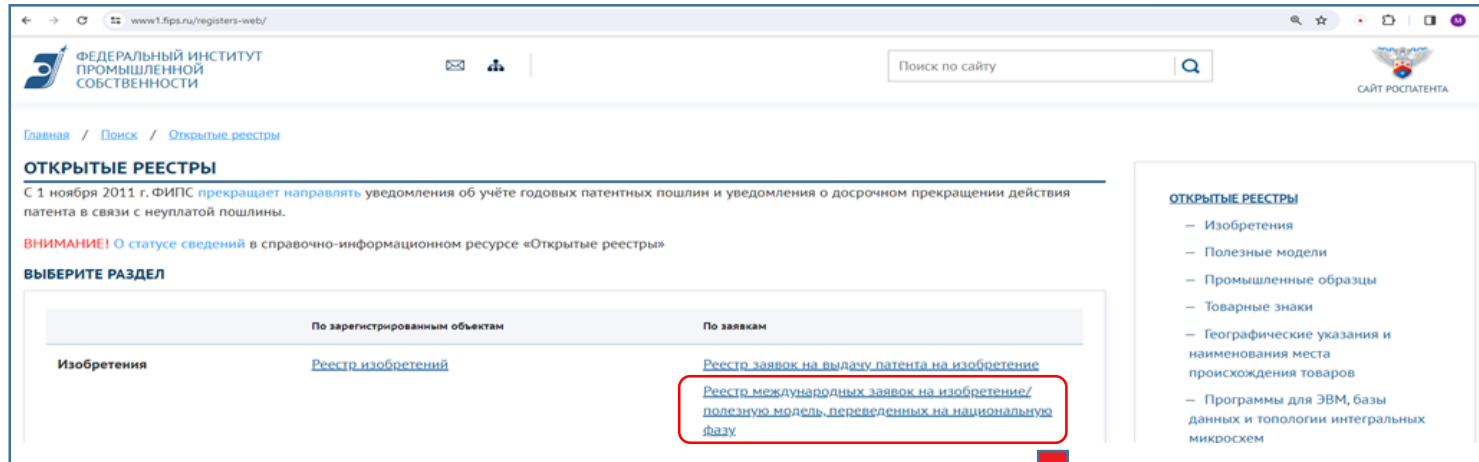 www1.fips.ru/registers-web/
M
ФЕДЕРАЛЬНЫЙ ИНСТИТУТ
ПРОМЫШЛЕННОЙ
СОБСТВЕННОСТИ
Поиск по сайту
САЙТ РОСПАТЕНТА
Главная / Поиск / Открытые реестры
ОТКРЫТЫЕ РЕЕСТРЫ
С 1 ноября 2011 г. ФИПС прекращает направлять уведомления об учёте годовых патентных пошлин и уведомления о досрочном прекращении действия
патента в связи с неуплатой пошлины.
ВНИМАНИЕ! О статусе сведений в справочно-информационном ресурсе «Открытые реестры»
ВЫБЕРИТЕ РАЗДЕЛ
По зарегистрированным объектам
По заявкам
Изобретения
Реестр изобретений
Реестр заявок на выдачу патента на изобретение
Реестр международных заявок на изобретение/
полезную модель, переведенных на национальную
фазу
ОТКРЫТЫЕ РЕЕСТРЫ
— Изобретения
— Полезные модели
— Промышленные образцы
— Товарные знаки
— Географические указания и
наименования места
происхождения товаров
— Программы для ЭВМ, базы
данных и топологии интегральных
микросхем